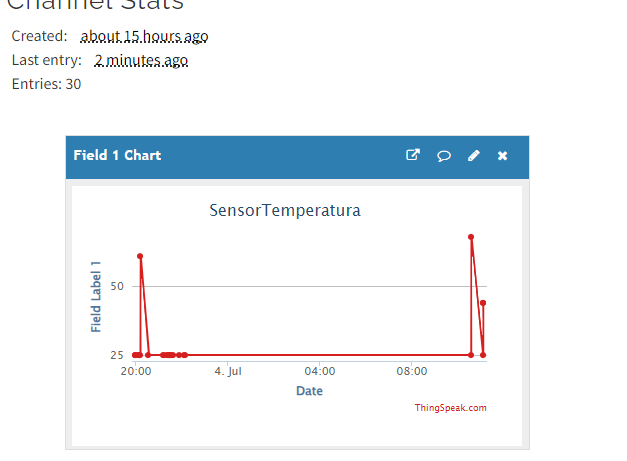 Channel Stats
Created: about 15 hours ago
Last entry: 2 minutes ago
Entries: 30
Field 1 Chart
SensorTemperatura
Field Label 1
50
25
20:00 4. Jul 04:00 08:00
Date
ThingSpeak.com